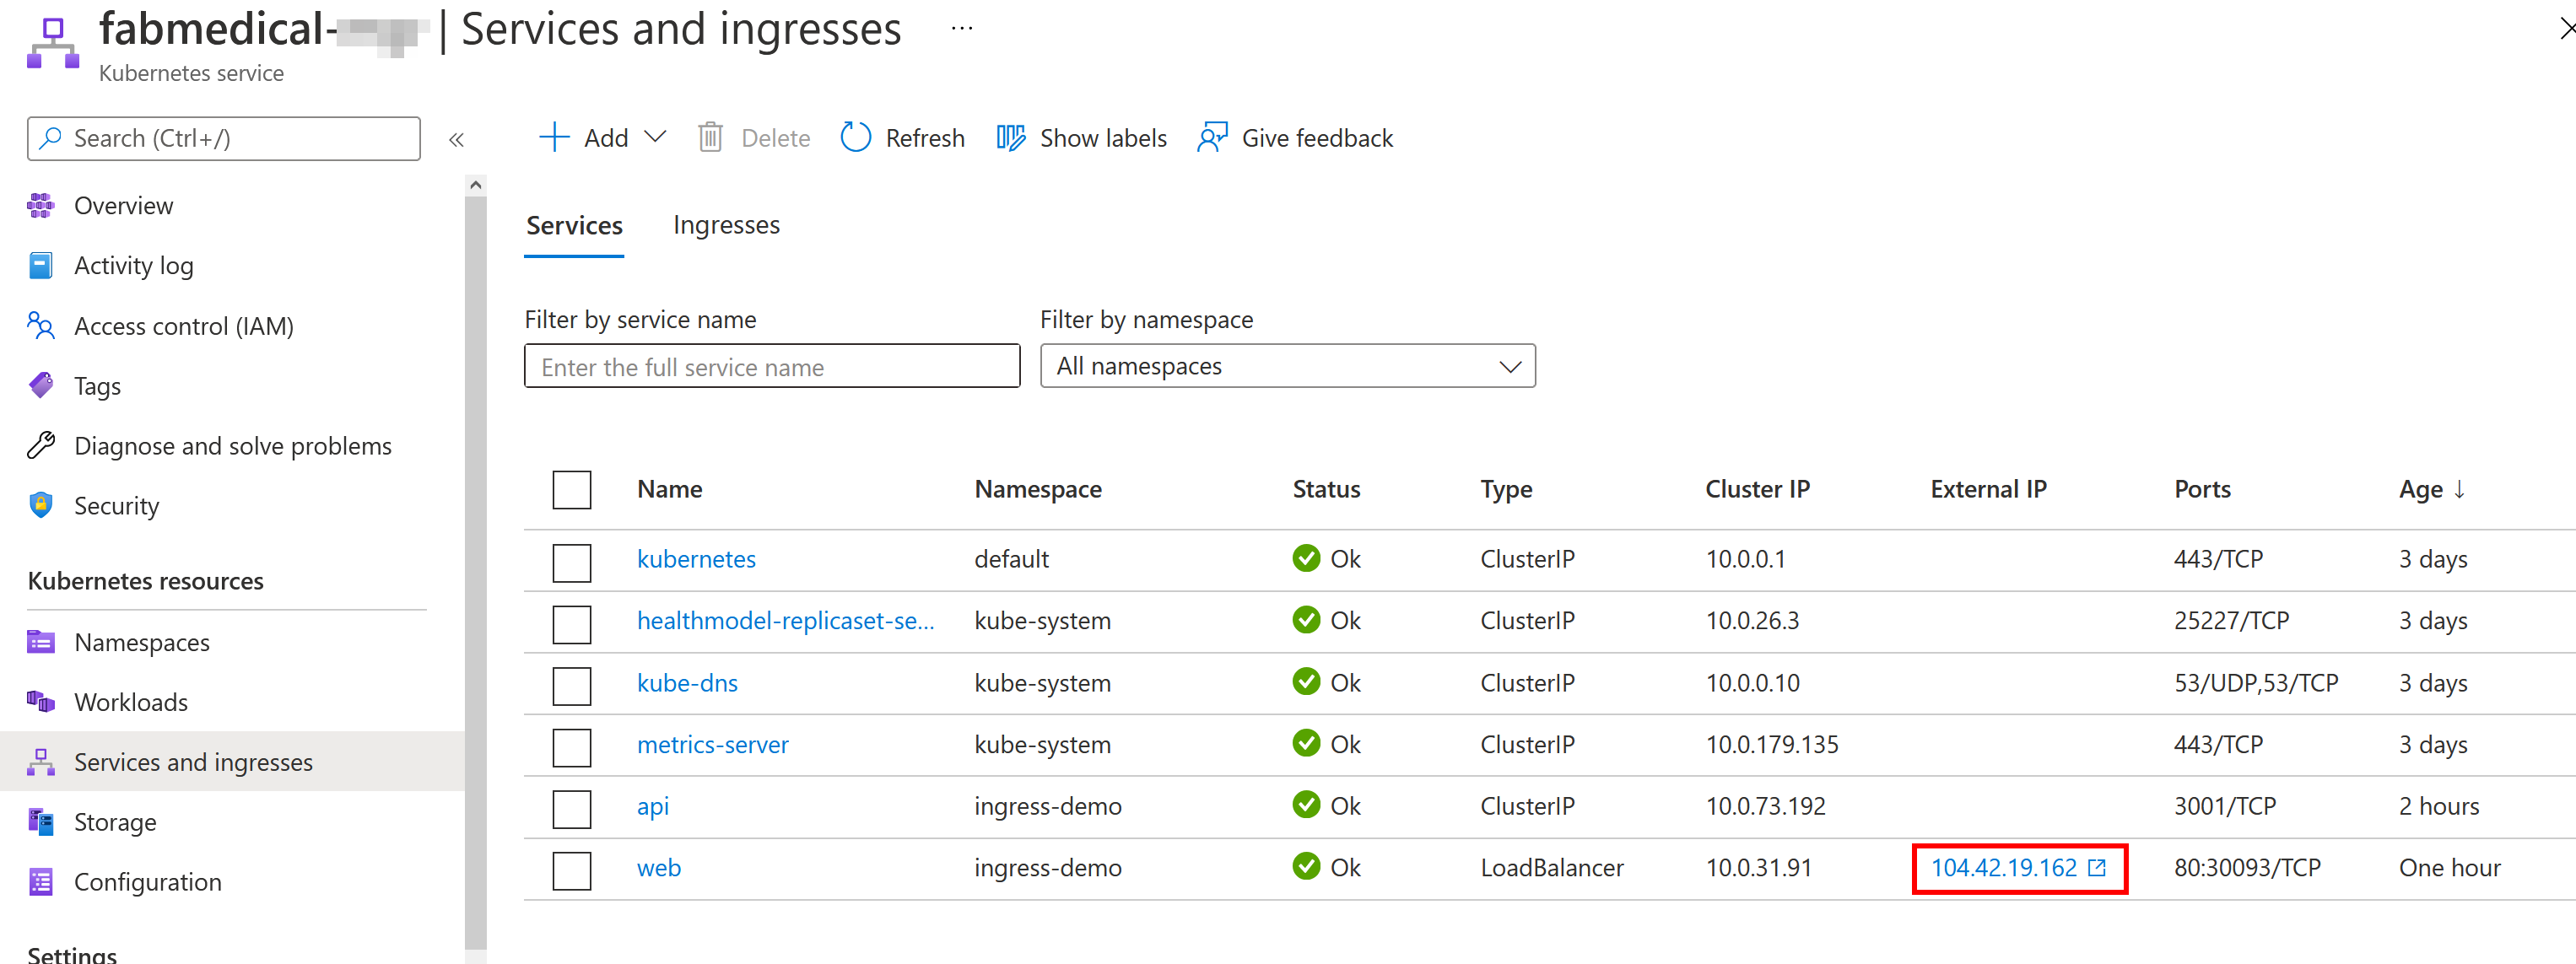 fabmedical- | Services and ingresses ...
Kubernetes service
Search (Ctrl+/)
«
Overview
Activity log
Access control (IAM)
Tags
Diagnose and solve problems
Security
Kubernetes resources
Namespaces
Workloads
Services and ingresses
Storage
Configuration
Settings
Add Delete Refresh Show labels Give feedback
Services Ingresses
Filter by service name Filter by namespace
Enter the full service name All namespaces
Name Namespace Status Type Cluster IP External IP Ports Age ↓
kubernetes default Ok ClusterIP 10.0.0.1 443/TCP 3 days
healthmodel-replicaset-se... kube-system Ok ClusterIP 10.0.26.3 25227/TCP 3 days
kube-dns kube-system Ok ClusterIP 10.0.0.10 53/UDP,53/TCP 3 days
metrics-server kube-system Ok ClusterIP 10.0.179.135 443/TCP 3 days
api ingress-demo Ok ClusterIP 10.0.73.192 3001/TCP 2 hours
web ingress-demo Ok LoadBalancer 10.0.31.91 104.42.19.162 80:30093/TCP One hour